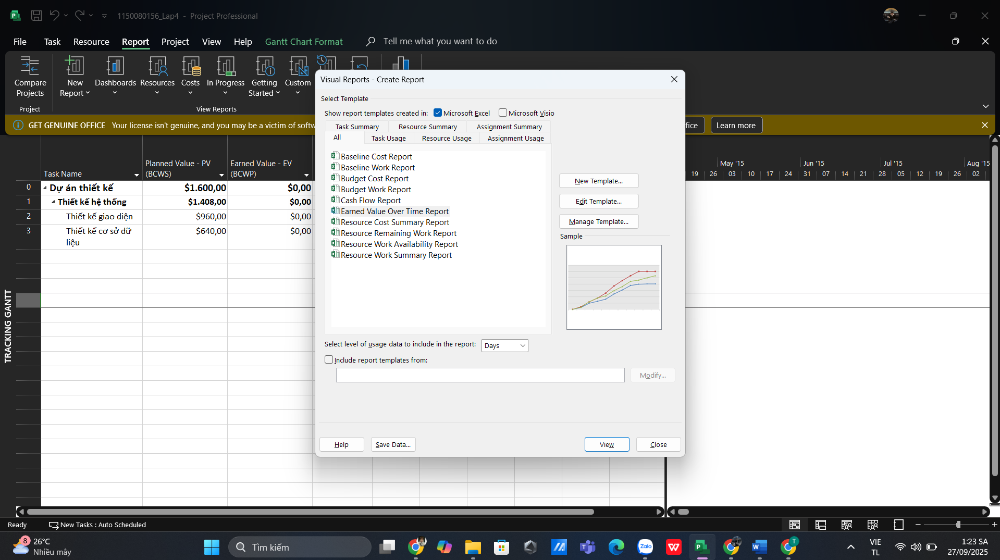 1150080156_Lap4 - Project Professional
File Task Resource Report Project View Help Gantt Chart Format Tell me what you want to do
Compare Projects
New Report
Dashboards
Resources
Costs
In Progress
Getting Started
Custom
Project
View Reports
GET GENUINE OFFICE Your license isn't genuine, and you may be a victim of softw
ffice
Learn more
Visual Reports - Create Report
Select Template
Show report templates created in: Microsoft Excel Microsoft Visio
Task Summary Resource Summary Assignment Summary
All Task Usage Resource Usage Assignment Usage
Baseline Cost Report
Baseline Work Report
Budget Cost Report
Budget Work Report
Cash Flow Report
Earned Value Over Time Report
Resource Cost Summary Report
Resource Remaining Work Report
Resource Work Availability Report
Resource Work Summary Report
New Template...
Edit Template...
Manage Template...
Sample
Select level of usage data to include in the report: Days
Include report templates from:
Modify...
Help Save Data... View Close
Task Name
Planned Value - PV (BCWS)
Earned Value - EV (BCWP)
0 Dự án thiết kế $1.600,00 $0,00
1 Thiết kế hệ thống $1.408,00 $0,00
2 Thiết kế giao diện $960,00 $0,00
3 Thiết kế cơ sở dữ liệu $640,00 $0,00
May '15 Jun '15 Jul '15 Aug '15
19 26 03 10 17 24 31 07 14 21 28 05 12 19 26 02
TRACKING GANTT
Ready New Tasks : Auto Scheduled
8
26°C
Nhiều mây
Tìm kiếm
Zalo
T
VIE
TL
1:23 SA
27/09/2025